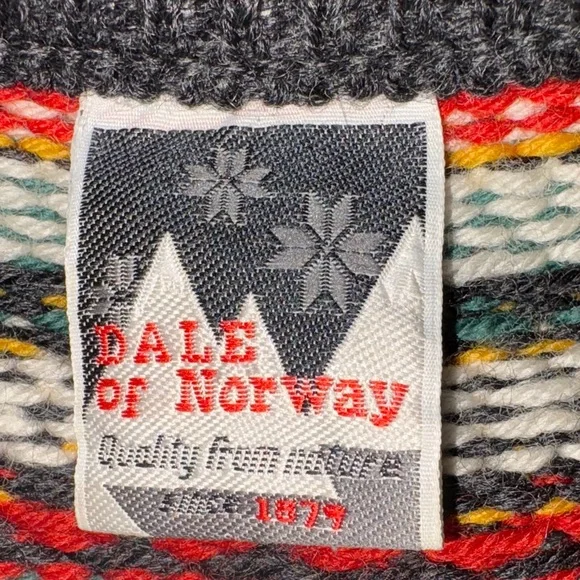 DALE
of Norway
Quality from nature
since 1879